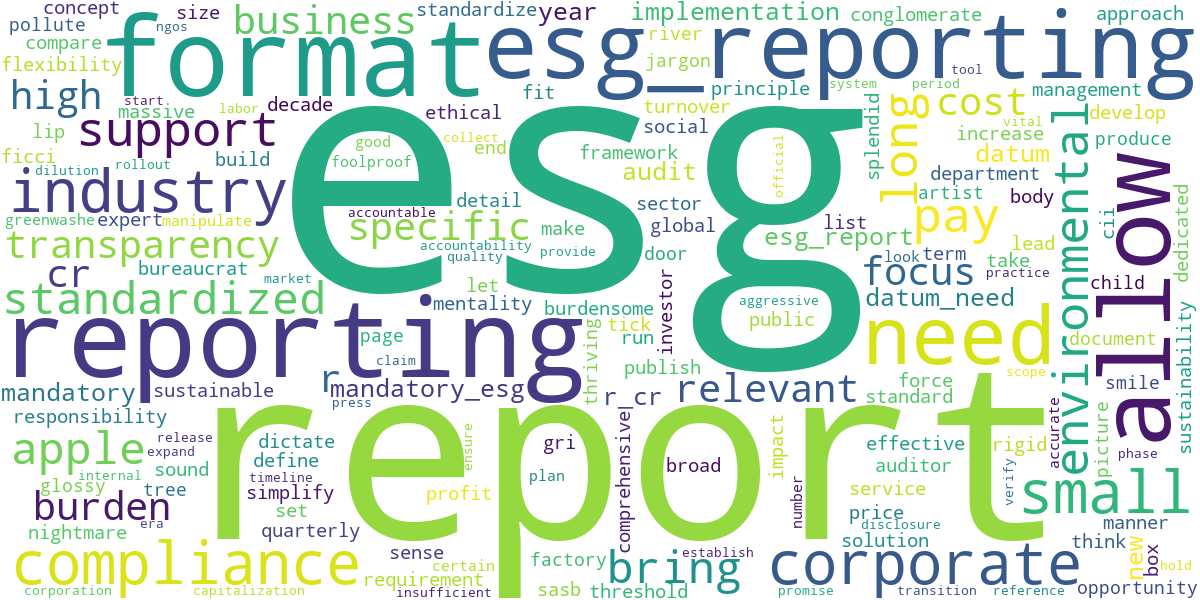 concept
size
standardize
year
implementation
conglomerate
approach
pollute
ngos
business
river
compare
format
esg_reporting
flexibility
jargon
tool
system
period
high
start
labor
decade
fit
turnover
principle
cost
management
massive
ethical
social
splendid
long
vital
develop
lip
support
esg
collect
end
framework
increase
produce
ficci
rollout
build
good
foolproof
official
datum
dilution
audit
department
industry
detail
sector
artist
body
allow
greenwashe
expert
manipulate
accountable
specific
make
global
list
pay
environmental
cii
dedicated
transparency
accountability
quality
provide
door
esg_report
look
term
lead
take
practice
cr
bureaucrat
market
let
investor
focus
child
standardized
mentality
burdensome
aggressive
public
datum_need
sustainability
reporting
page
thriving
tick
run
need
document
claim
publish
scope
mandatory
sustainable
r
mandatory_esg
r_cr
relevant
force
standard
smile
press
responsibility
report
comprehensive
picture
accurate
phase
apple
release
expand
dictate
define
ensure
gri
broad
impact
effective
rigid
auditor
internal
sound
timeline
plan
verify
small
glossy
tree
simplify
profit
number
service
burden
era
set
price
disclosure
manner
nightmare
quarterly
solution
think
new
box
compliance
sense
certain
factory
bring
establish
corporate
hold
requirement
insufficient
sasb
threshold
opportunity
corporation
capitalization
promise
transition
reference